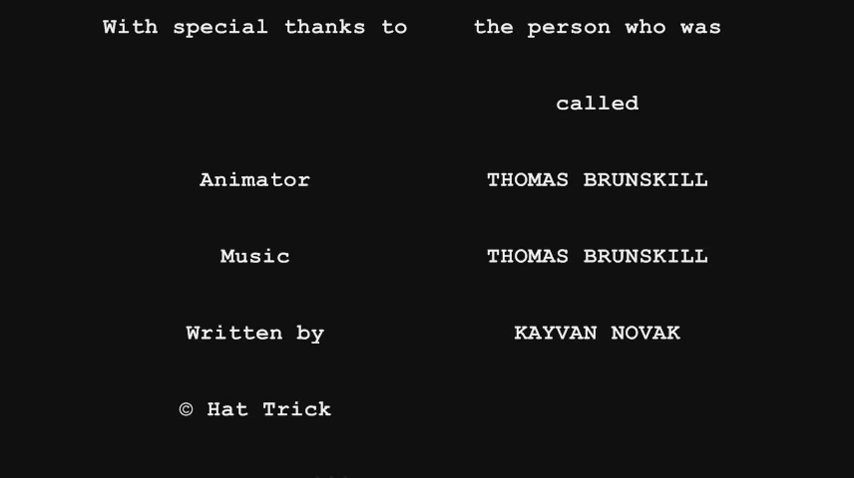 With special thanks to the person who was
called
Animator THOMAS BRUNSKILL
Music THOMAS BRUNSKILL
Written by KAYVAN NOVAK
© Hat Trick